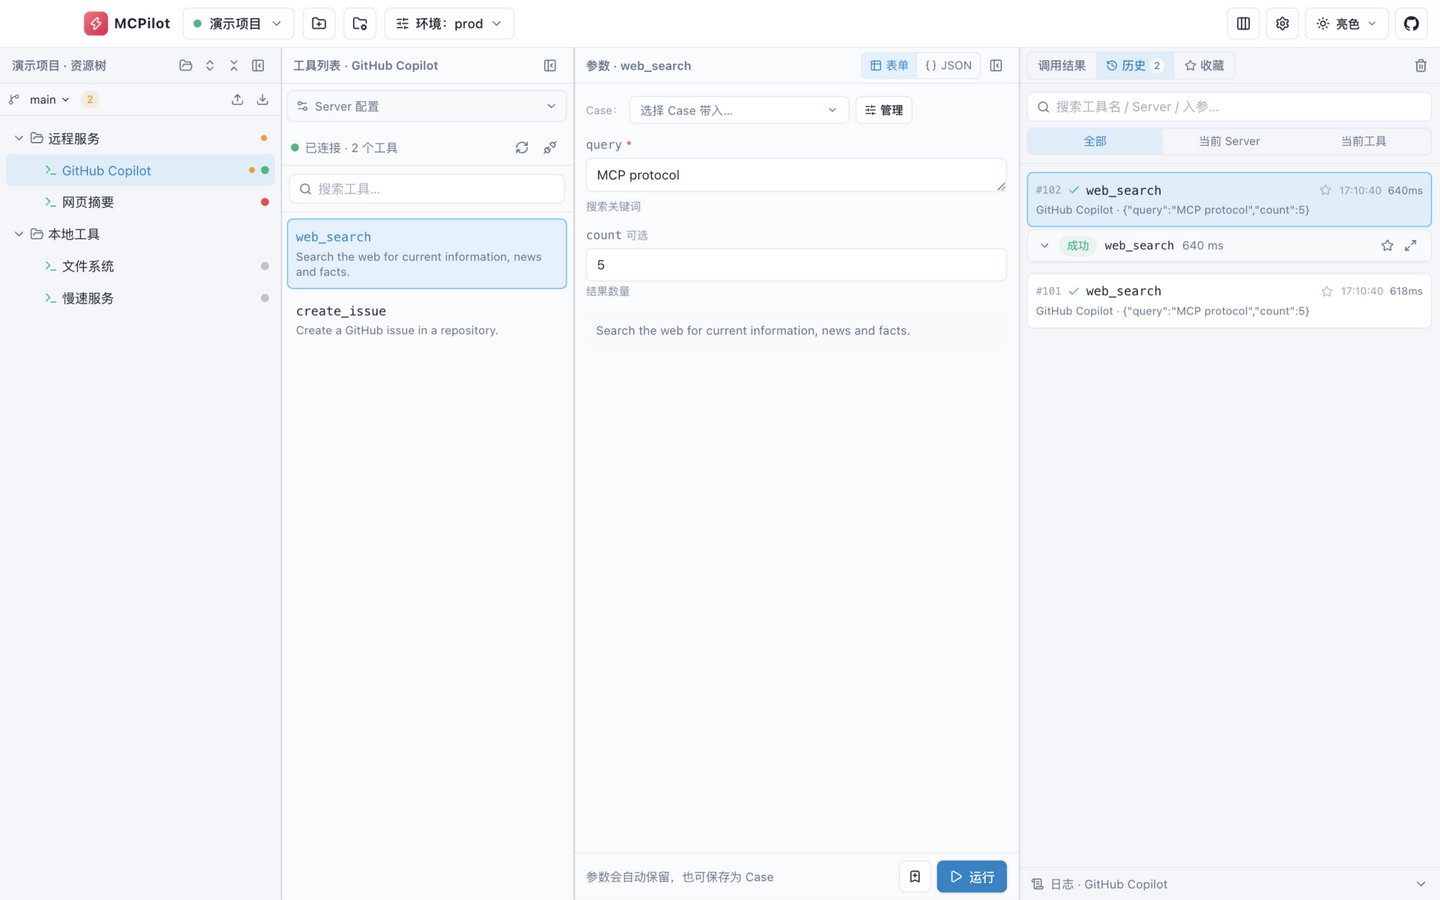 MCPilot
演示项目
环境：prod
亮色
演示项目 · 资源树
main
2
远程服务
GitHub Copilot
网页摘要
本地工具
文件系统
慢速服务
工具列表 · GitHub Copilot
Server 配置
已连接 · 2 个工具
搜索工具...
web_search
Search the web for current information, news
and facts.
create_issue
Create a GitHub issue in a repository.
参数 · web_search
表单
{ } JSON
Case:
选择 Case 带入...
管理
query *
MCP protocol
搜索关键词
count 可选
5
结果数量
Search the web for current information, news and facts.
参数会自动保留，也可保存为 Case
运行
调用结果
历史 2
收藏
搜索工具名 / Server / 入参...
全部
当前 Server
当前工具
#102 web_search 17:10:40 640ms
GitHub Copilot · {"query":"MCP protocol","count":5}
成功 web_search 640 ms
#101 web_search 17:10:40 618ms
GitHub Copilot · {"query":"MCP protocol","count":5}
日志 · GitHub Copilot